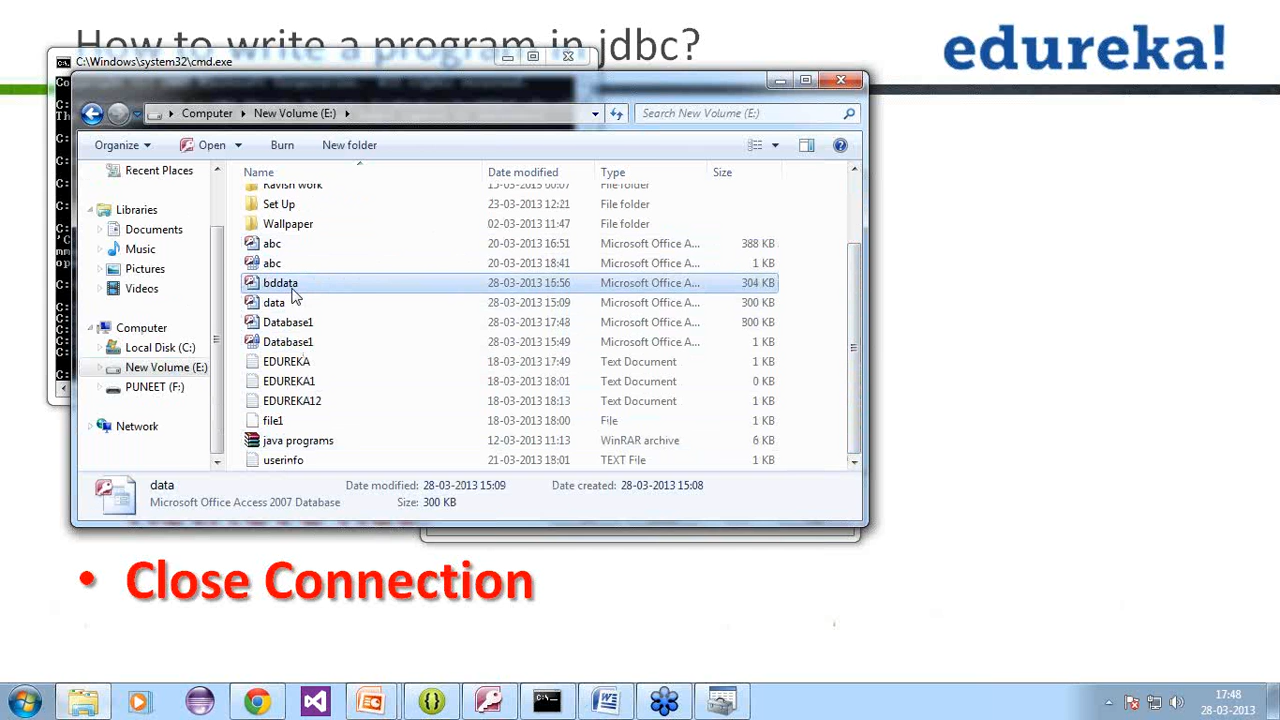 How to write a program in jdbc?
edureka!
C:\Windows\system32\cmd.exe
Computer New Volume (E:)
Search New Volume (E:)
Organize Open Burn New folder
Name Date modified Type Size
Recent Places
Libraries
Documents
Music
Pictures
Videos
Computer
Local Disk (C:)
New Volume (E:)
PUNEET (F:)
Network
Ravish work 15-03-2013 00:07 File folder
Set Up 23-03-2013 12:21 File folder
Wallpaper 02-03-2013 11:47 File folder
abc 20-03-2013 16:51 Microsoft Office A... 388 KB
abc 20-03-2013 18:41 Microsoft Office A... 1 KB
bddata 28-03-2013 15:56 Microsoft Office A... 304 KB
data 28-03-2013 15:09 Microsoft Office A... 300 KB
Database1 28-03-2013 17:48 Microsoft Office A... 300 KB
Database1 28-03-2013 15:49 Microsoft Office A... 1 KB
EDUREKA 18-03-2013 17:49 Text Document 1 KB
EDUREKA1 18-03-2013 18:01 Text Document 0 KB
EDUREKA12 18-03-2013 18:13 Text Document 1 KB
file1 18-03-2013 18:00 File 1 KB
java programs 12-03-2013 11:13 WinRAR archive 6 KB
userinfo 21-03-2013 18:01 TEXT File 1 KB
data Date modified: 28-03-2013 15:09 Date created: 28-03-2013 15:08
Microsoft Office Access 2007 Database Size: 300 KB
• Close Connection
17:48
28-03-2013